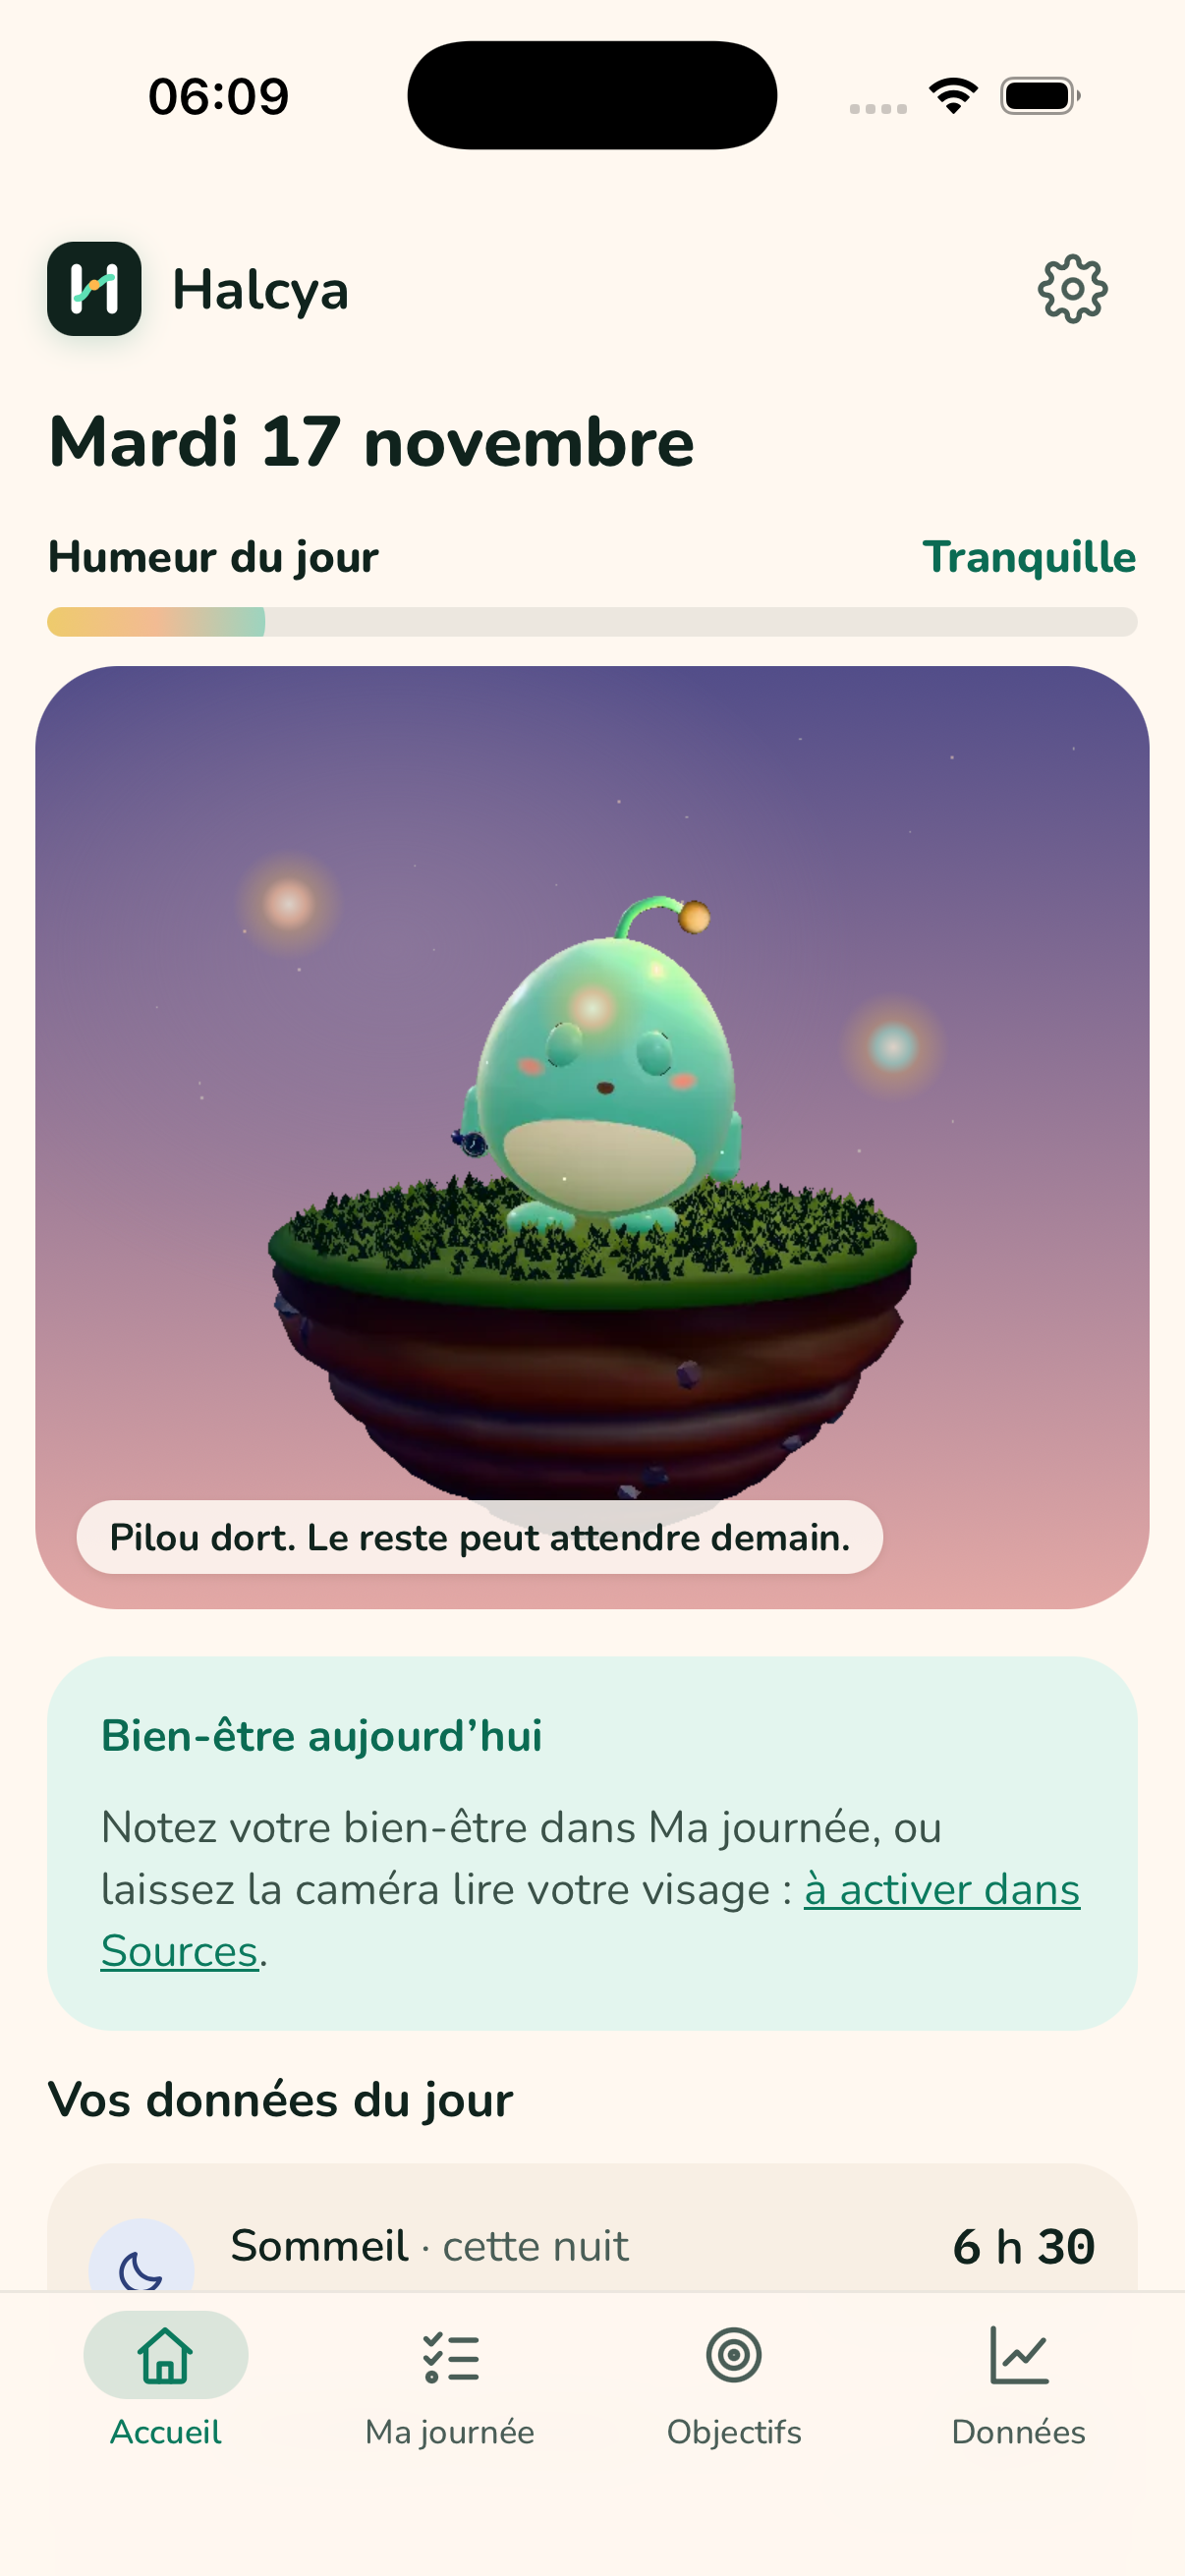 06:09
Halcya
Mardi 17 novembre
Humeur du jour
Tranquille
Pilou dort. Le reste peut attendre demain.
Bien-être aujourd’hui
Notez votre bien-être dans Ma journée, ou
laissez la caméra lire votre visage : à activer dans
Sources.
Vos données du jour
Sommeil · cette nuit
6 h 30
Accueil
Ma journée
Objectifs
Données